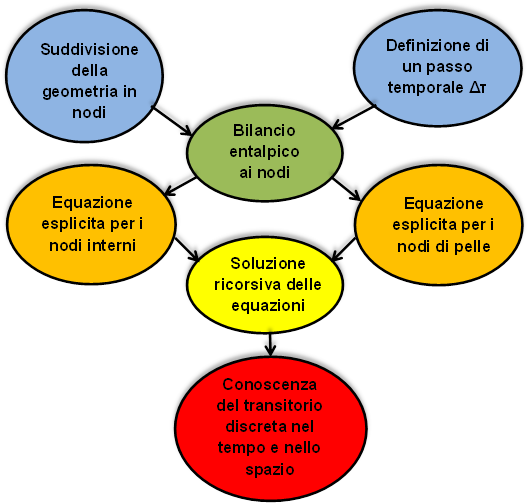 Suddivisione
della
geometria in
nodi
Definizione di
un passo
temporale Δτ
Bilancio
entalpico
ai nodi
Equazione
esplicita per i
nodi interni
Equazione
esplicita per i
nodi di pelle
Soluzione
ricorsiva delle
equazioni
Conoscenza
del transitorio
discreta nel
tempo e nello
spazio